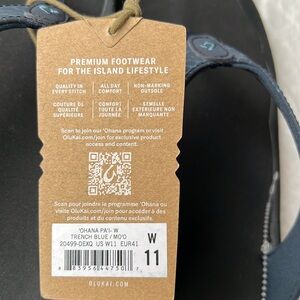 PREMIUM FOOTWEAR
FOR THE ISLAND LIFESTYLE
QUALITY IN
EVERY STITCH
ALL DAY
COMFORT
NON-MARKING
OUTSOLE
COUTURE DE
QUALITÉ
SUPÉRIEURE
CONFORT
TOUTE LA
JOURNÉE
SEMELLE
EXTÉRIEURE NON
MARQUANTE
Scan to join our 'Ohana program or visit
OluKai.com/join for exclusive product
access and content.
Scan pour joindre le programme 'Ohana ou
visite OluKai.com/join pour accéder à des
produits et du contenu exclusifs.
'OHANA PA'I- W
TRENCH BLUE / MO'O
20499-DEXQ US W11 EUR41
W
11
OLUKAI.COM